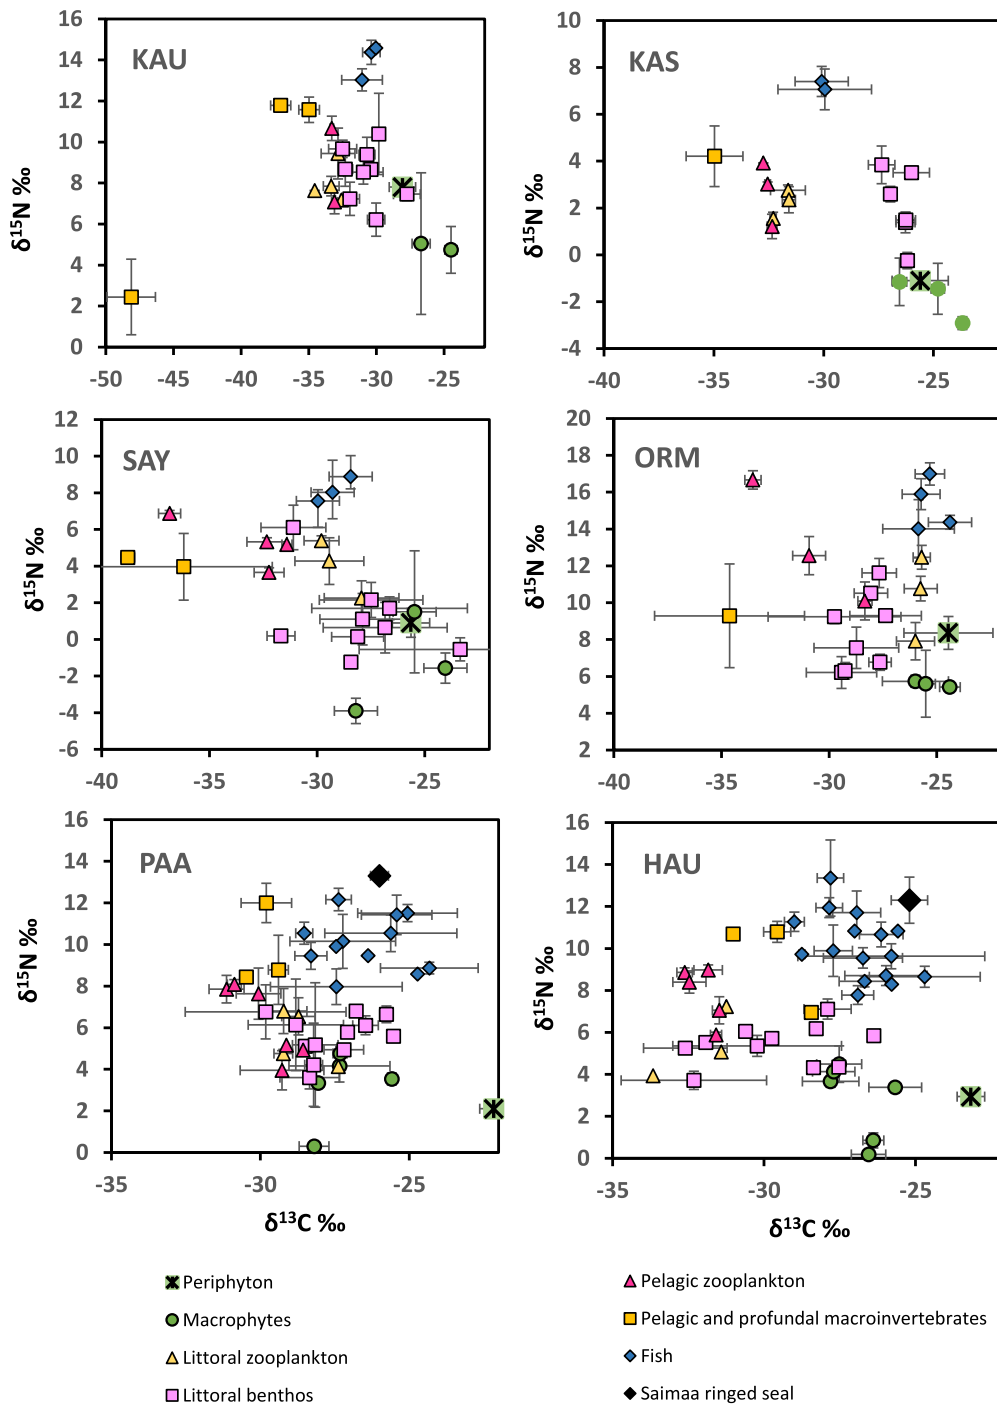 KAU
16
14
12
10
8
6
4
2
0
δ¹⁵N ‰
-50 -45 -40 -35 -30 -25
KAS
10
8
6
4
2
0
-2
-4
δ¹⁵N ‰
-40 -35 -30 -25
SAY
12
10
8
6
4
2
0
-2
-4
-6
δ¹⁵N ‰
-40 -35 -30 -25
ORM
20
18
16
14
12
10
8
6
4
2
δ¹⁵N ‰
-40 -35 -30 -25
PAA
16
14
12
10
8
6
4
2
0
δ¹⁵N ‰
-30 -25
δ¹³C ‰
HAU
16
14
12
10
8
6
4
2
0
δ¹⁵N ‰
-35 -30 -25
δ¹³C ‰
Periphyton
Macrophytes
Littoral zooplankton
Littoral benthos
Pelagic zooplankton
Pelagic and profundal macroinvertebrates
Fish
Saimaa ringed seal